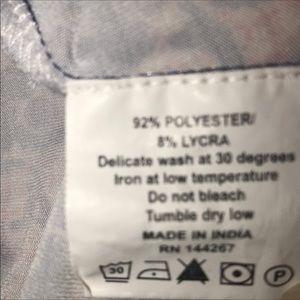 92% POLYESTER/
8% LYCRA
Delicate wash at 30 degrees
Iron at low temperature
Do not bleach
Tumble dry low
MADE IN INDIA
RN 144267
30 P